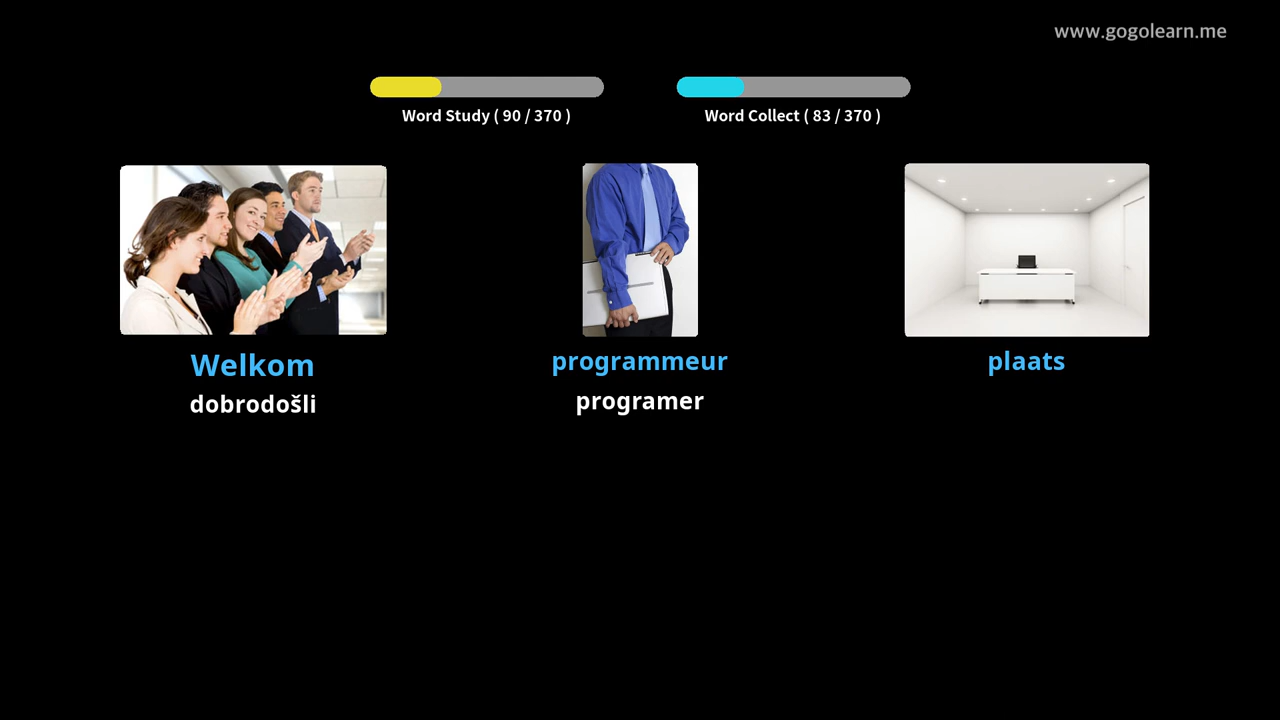 www.gogolearn.me
Word Study ( 90 / 370 )
Word Collect ( 83 / 370 )
Welkom
dobrodošli
programmeur
programer
plaats